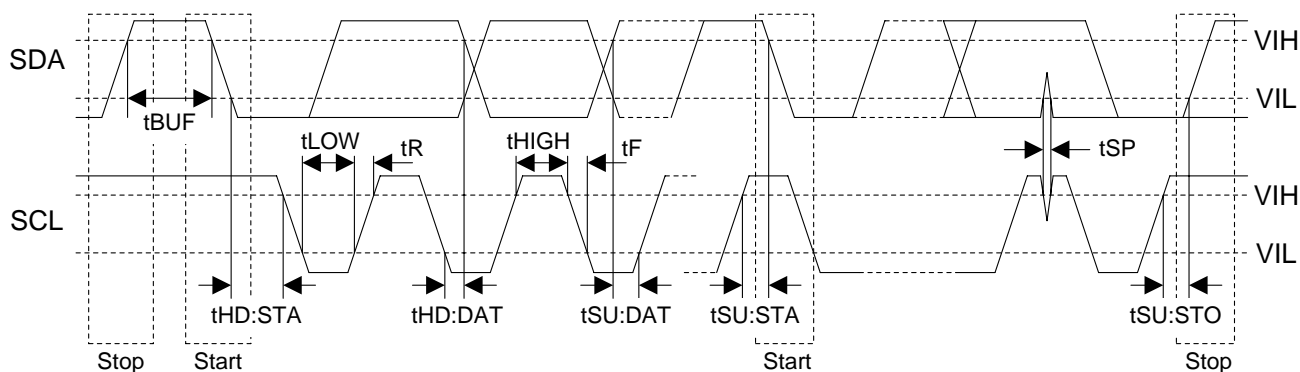 SDA
VIH
VIL
tBUF
tLOW
tR
tHIGH
tF
tSP
SCL
VIH
VIL
tHD:STA
tHD:DAT
tSU:DAT
tSU:STA
tSU:STO
Stop
Start
Start
Stop